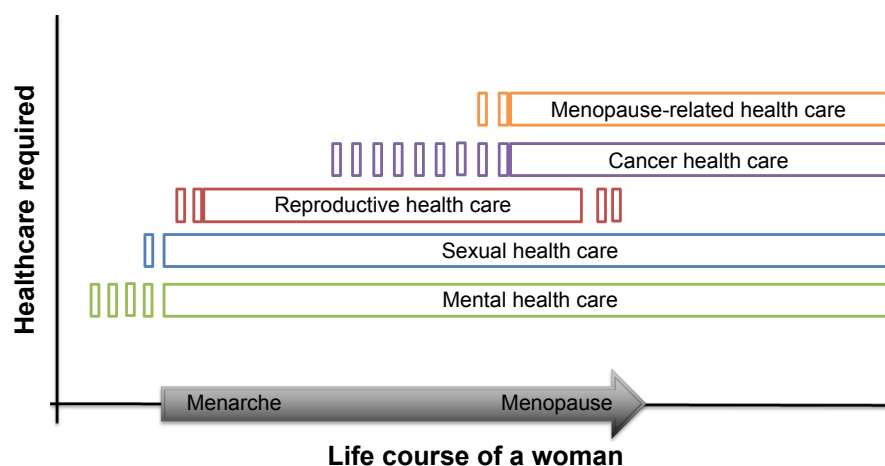 Healthcare required
Menopause-related health care
Cancer health care
Reproductive health care
Sexual health care
Mental health care
Menarche
Menopause
Life course of a woman